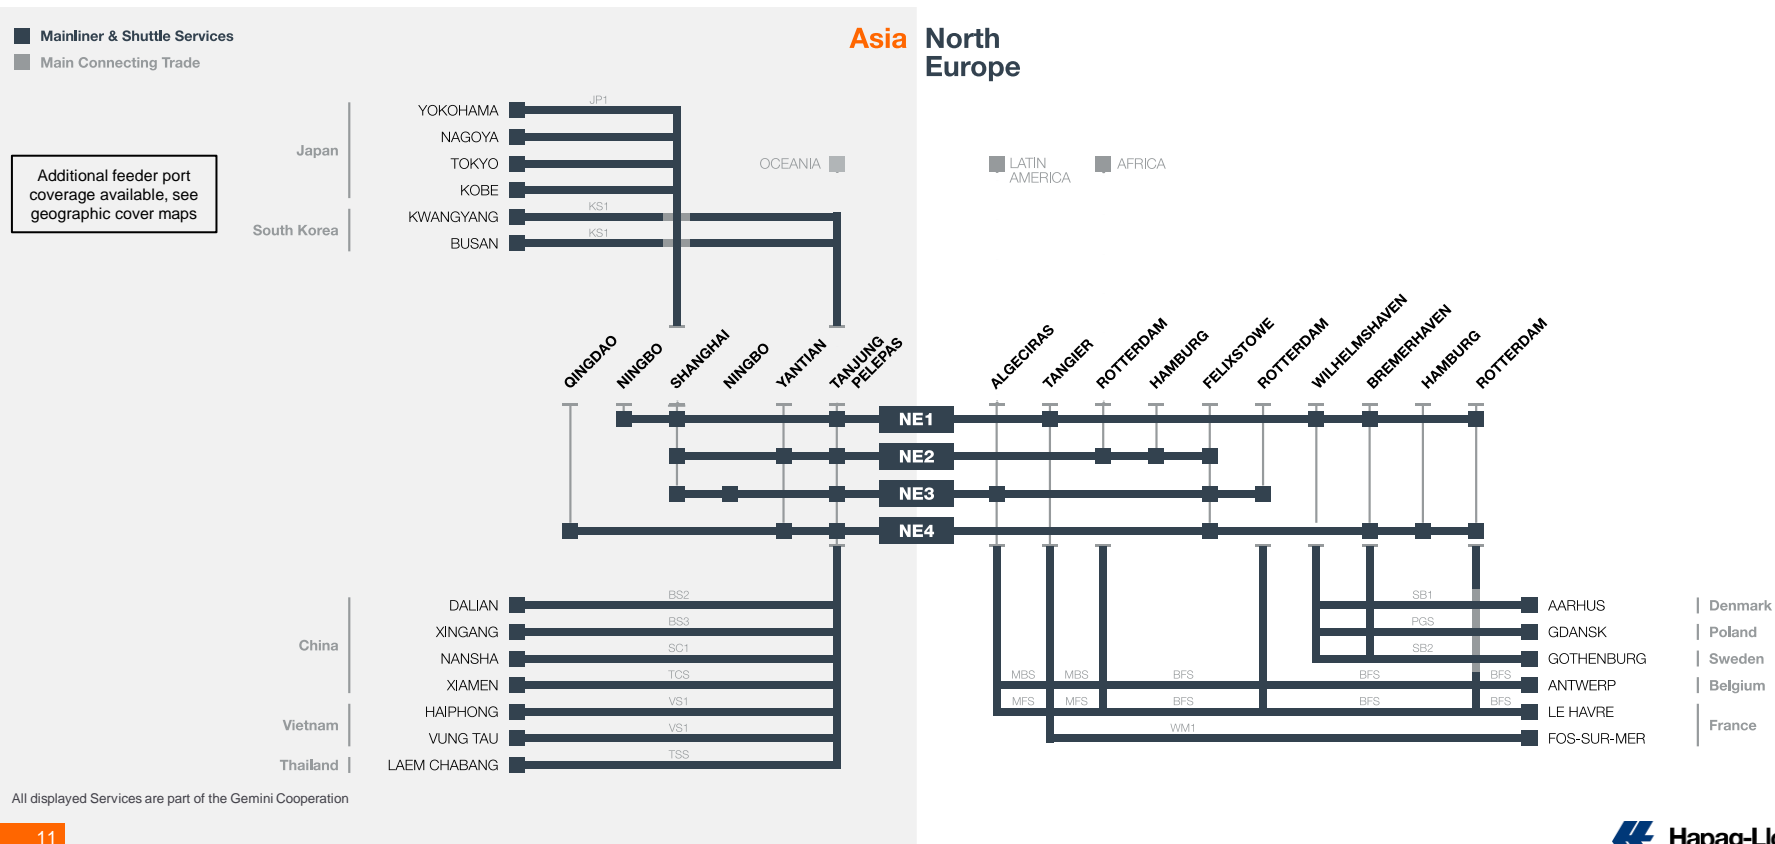 Mainliner & Shuttle Services
Main Connecting Trade
Asia
North
Europe
Additional feeder port
coverage available, see
geographic cover maps
Japan
South Korea
YOKOHAMA
NAGOYA
TOKYO
KOBE
KWANGYANG
BUSAN
JP1
KS1
KS1
OCEANIA
LATIN
AMERICA
AFRICA
QINGDAO
NINGBO
SHANGHAI
NINGBO
YANTIAN
TANJUNG
PELEPAS
ALGECIRAS
TANGIER
ROTTERDAM
HAMBURG
FELIXSTOWE
ROTTERDAM
WILHELMSHAVEN
BREMERHAVEN
HAMBURG
ROTTERDAM
NE1
NE2
NE3
NE4
China
Vietnam
Thailand
DALIAN
XINGANG
NANSHA
XIAMEN
HAIPHONG
VUNG TAU
LAEM CHABANG
BS2
BS3
SC1
TCS
VS1
VS1
TSS
SB1
PGS
SB2
MBS MBS BFS BFS BFS
MFS MFS BFS BFS BFS
WM1
AARHUS
GDANSK
GOTHENBURG
ANTWERP
LE HAVRE
FOS-SUR-MER
Denmark
Poland
Sweden
Belgium
France
All displayed Services are part of the Gemini Cooperation
11